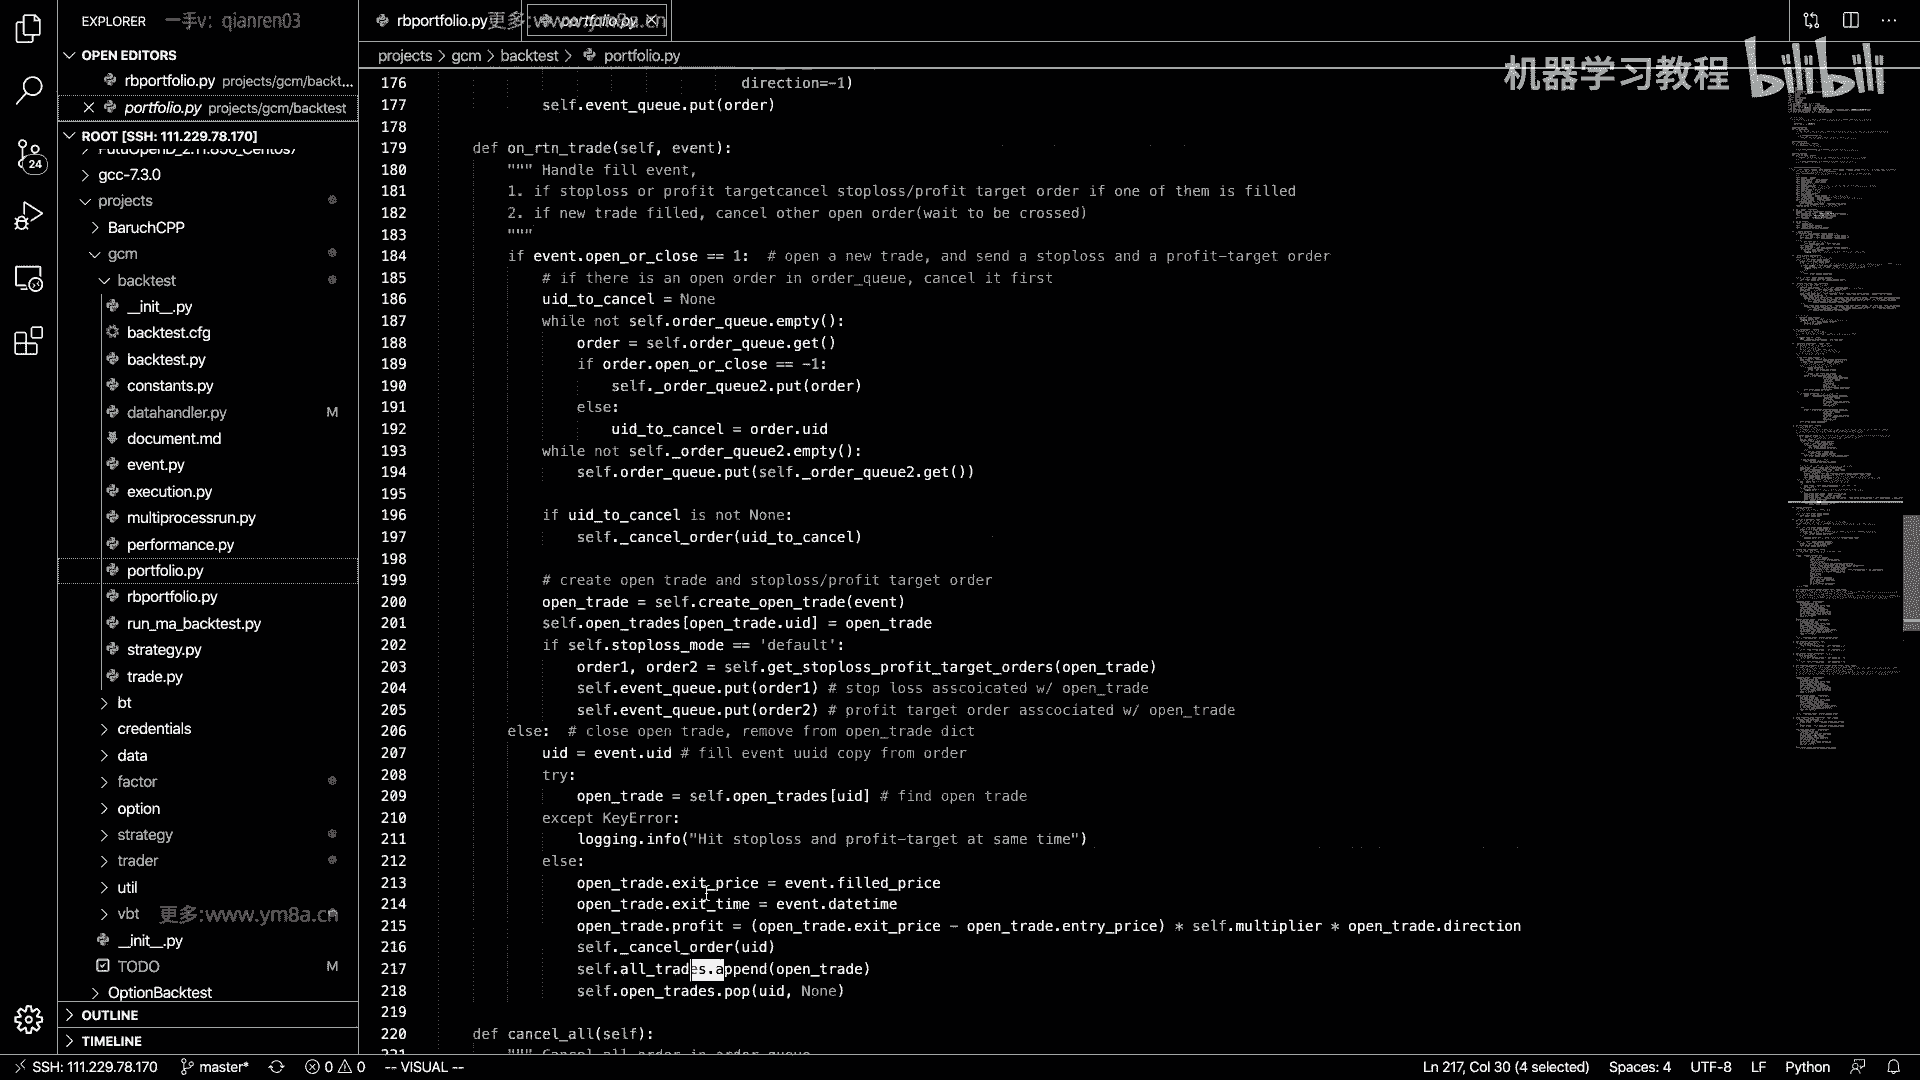 EXPLORER
一手v：qianren03
rbportfolio.py
更多:www.ym8a.cn
portfolio.py
OPEN EDITORS
rbportfolio.py projects/gcm/backt...
portfolio.py projects/gcm/backtest
ROOT [SSH: 111.229.78.170]
gcc-7.3.0
projects
BaruchCPP
gcm
backtest
__init__.py
backtest.cfg
backtest.py
constants.py
datahandler.py M
document.md
event.py
execution.py
multiprocessrun.py
performance.py
portfolio.py
rbportfolio.py
run_ma_backtest.py
strategy.py
trade.py
bt
credentials
data
factor
option
strategy
trader
util
vbt
更多:www.ym8a.cn
__init__.py
TODO M
OptionBacktest
OUTLINE
TIMELINE
24
projects > gcm > backtest > portfolio.py
机器学习教程 bilibili
176 direction=-1)
177 self.event_queue.put(order)
178
179 def on_rtn_trade(self, event):
180 """ Handle fill event,
181 1. if stoploss or profit targetcancel stoploss/profit target order if one of them is filled
182 2. if new trade filled, cancel other open order(wait to be crossed)
183 """
184 if event.open_or_close == 1: # open a new trade, and send a stoploss and a profit-target order
185 # if there is an open order in order_queue, cancel it first
186 uid_to_cancel = None
187 while not self.order_queue.empty():
188 order = self.order_queue.get()
189 if order.open_or_close == -1:
190 self._order_queue2.put(order)
191 else:
192 uid_to_cancel = order.uid
193 while not self._order_queue2.empty():
194 self.order_queue.put(self._order_queue2.get())
195
196 if uid_to_cancel is not None:
197 self._cancel_order(uid_to_cancel)
198
199 # create open trade and stoploss/profit target order
200 open_trade = self.create_open_trade(event)
201 self.open_trades[open_trade.uid] = open_trade
202 if self.stoploss_mode == 'default':
203 order1, order2 = self.get_stoploss_profit_target_orders(open_trade)
204 self.event_queue.put(order1) # stop loss asscoicated w/ open_trade
205 self.event_queue.put(order2) # profit target order asscociated w/ open_trade
206 else: # close open trade, remove from open_trade dict
207 uid = event.uid # fill event uuid copy from order
208 try:
209 open_trade = self.open_trades[uid] # find open trade
210 except KeyError:
211 logging.info("Hit stoploss and profit-target at same time")
212 else:
213 open_trade.exit_price = event.filled_price
214 open_trade.exit_time = event.datetime
215 open_trade.profit = (open_trade.exit_price - open_trade.entry_price) * self.multiplier * open_trade.direction
216 self._cancel_order(uid)
217 self.all_trades.append(open_trade)
218 self.open_trades.pop(uid, None)
219
220 def cancel_all(self):
SSH: 111.229.78.170 master* 0 0 -- VISUAL -- Ln 217, Col 30 (4 selected) Spaces: 4 UTF-8 LF Python